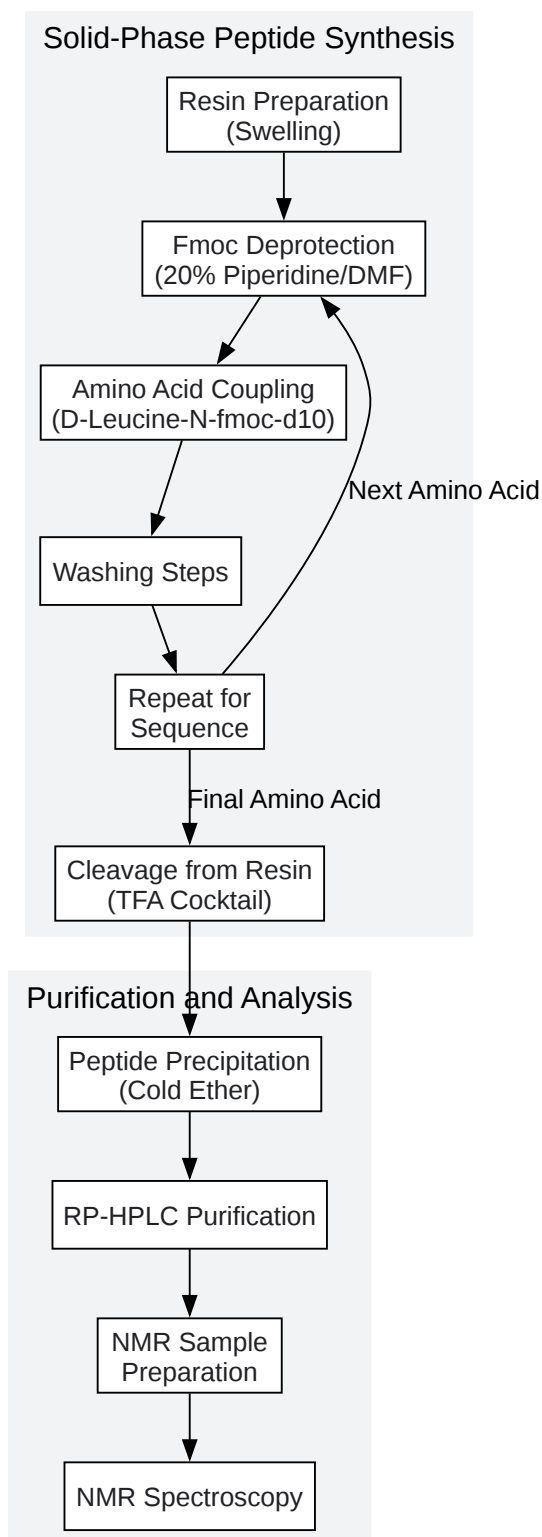 Solid-Phase Peptide Synthesis
Resin Preparation
(Swelling)
Fmoc Deprotection
(20% Piperidine/DMF)
Amino Acid Coupling
(D-Leucine-N-fmoc-d10)
Next Amino Acid
Washing Steps
Repeat for
Sequence
Final Amino Acid
Cleavage from Resin
(TFA Cocktail)
Purification and Analysis
Peptide Precipitation
(Cold Ether)
RP-HPLC Purification
NMR Sample
Preparation
NMR Spectroscopy